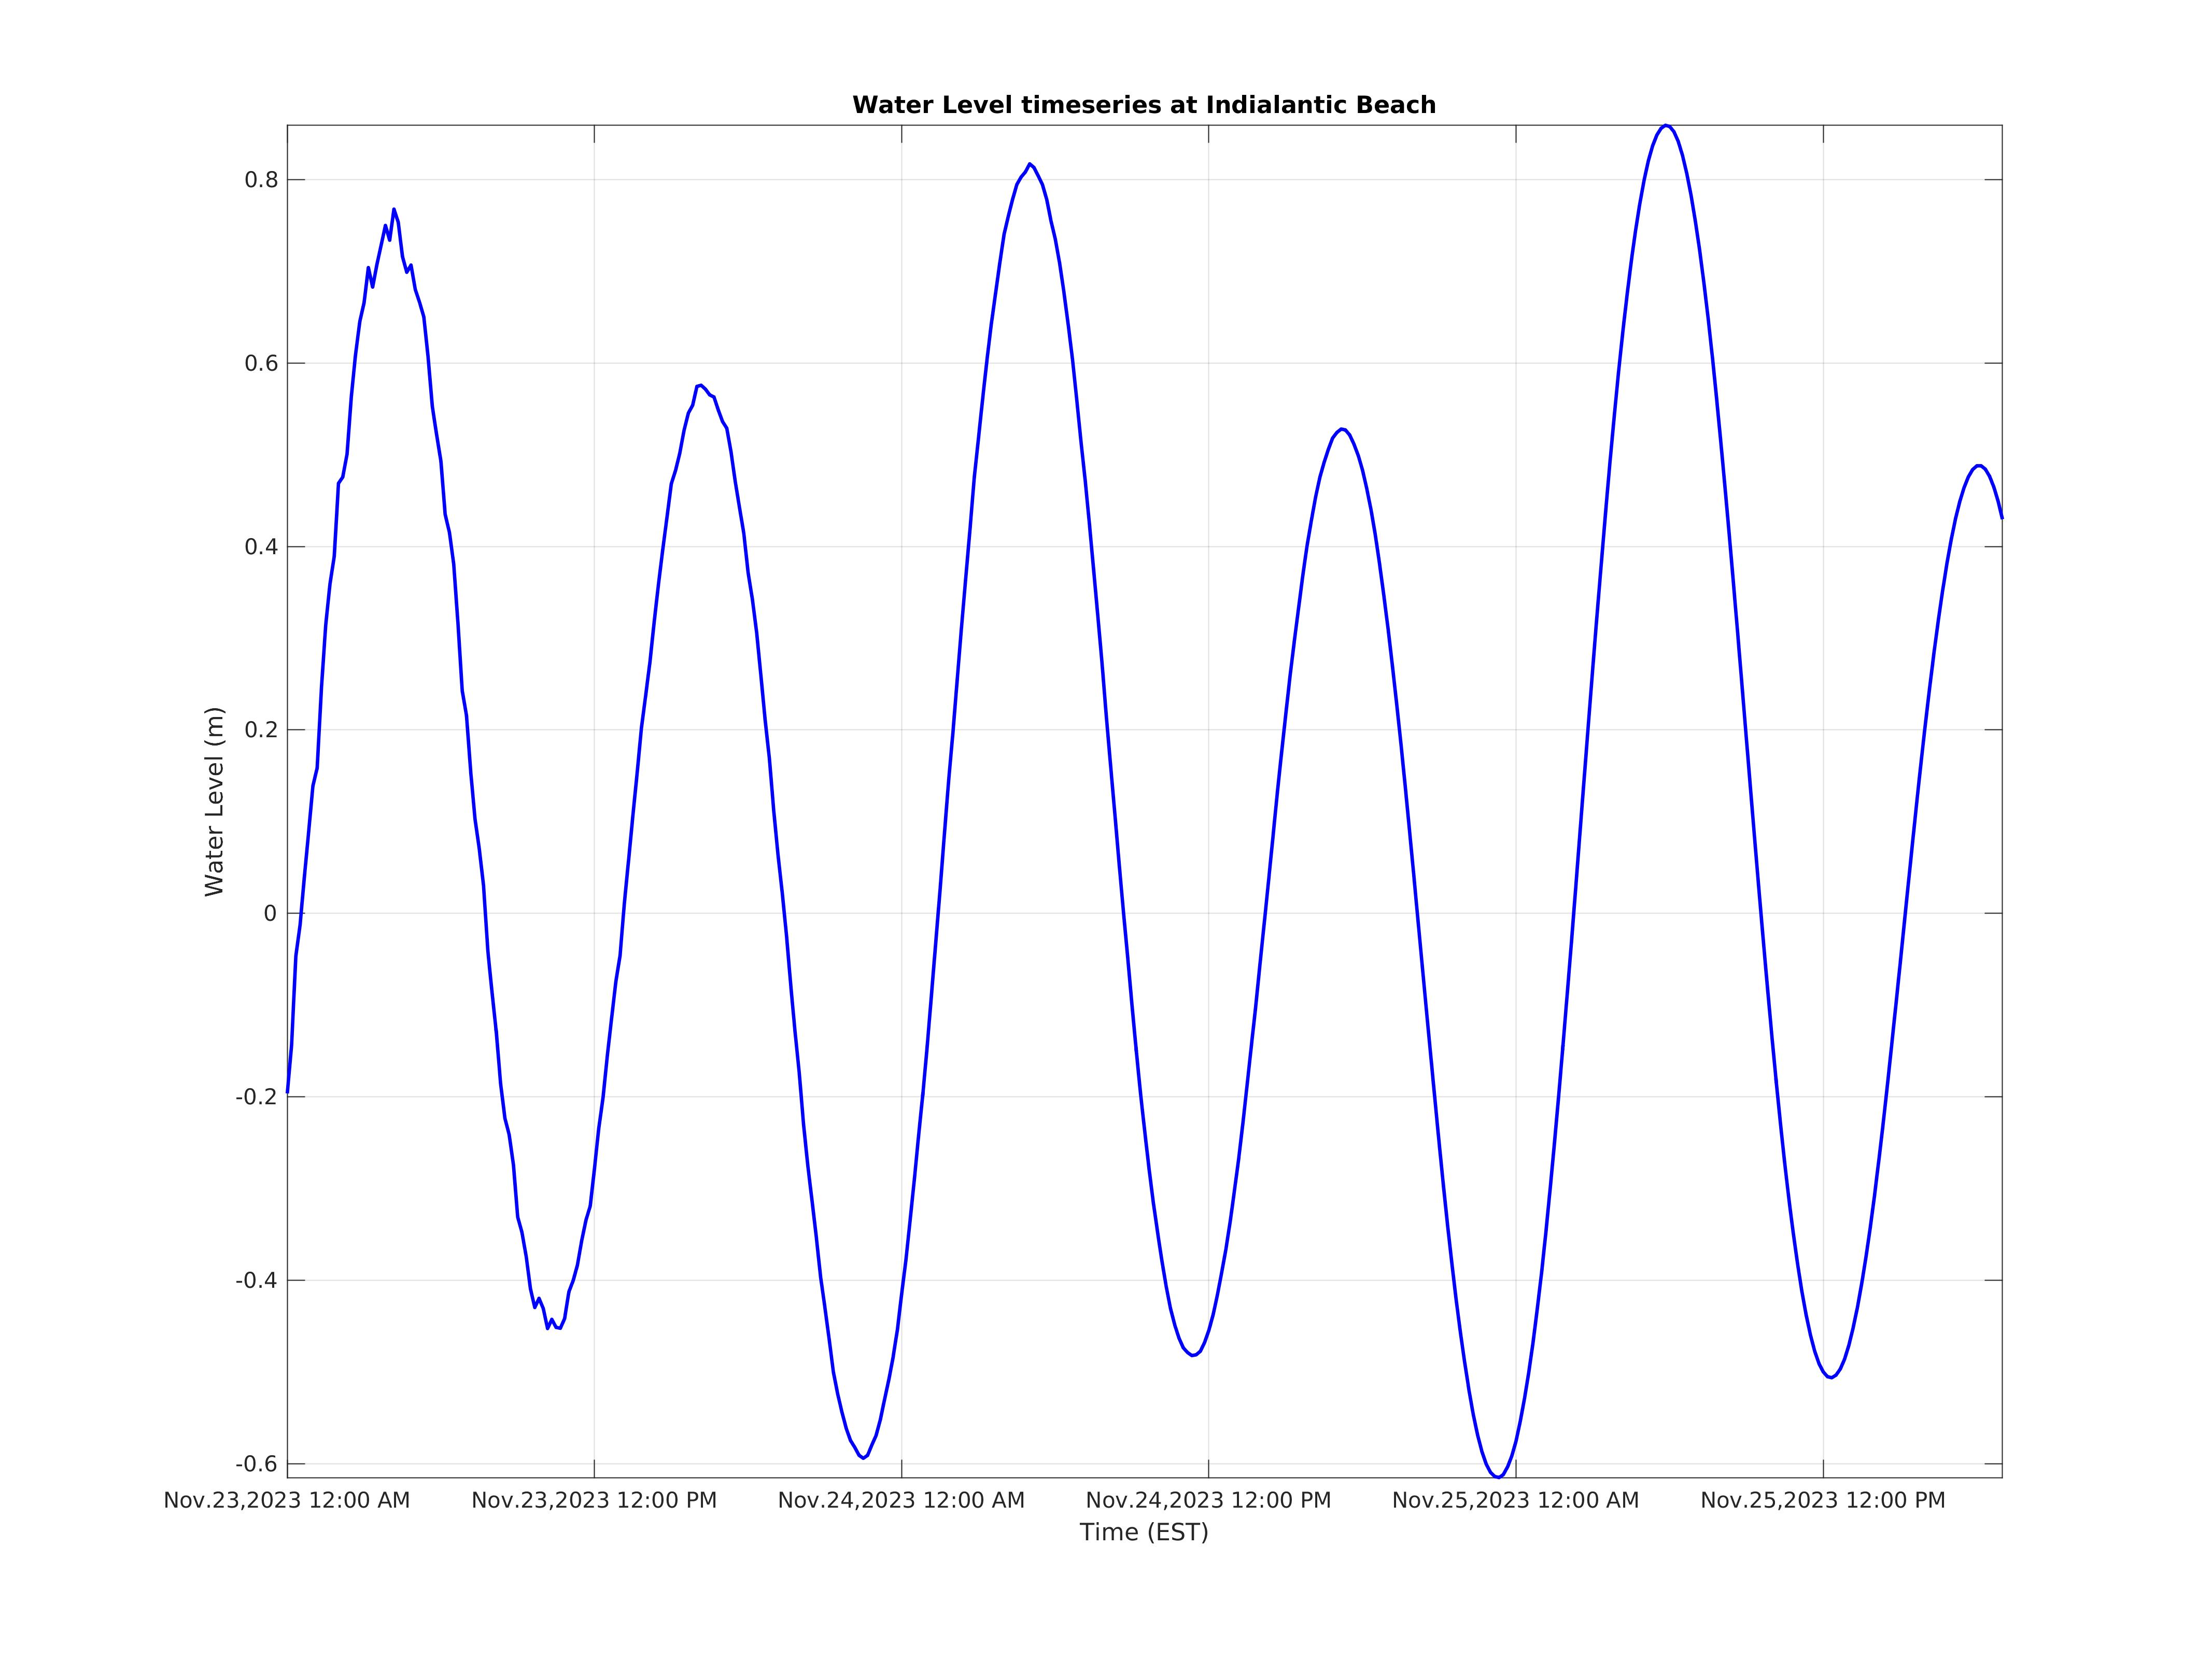 Water Level timeseries at Indialantic Beach
0.8
0.6
0.4
0.2
0
-0.2
-0.4
-0.6
Water Level (m)
Nov.23,2023 12:00 AM Nov.23,2023 12:00 PM Nov.24,2023 12:00 AM Nov.24,2023 12:00 PM Nov.25,2023 12:00 AM Nov.25,2023 12:00 PM
Time (EST)